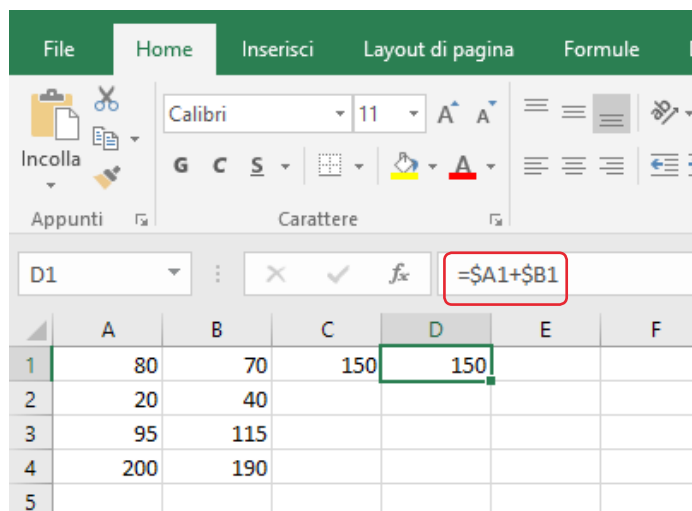 File Home Inserisci Layout di pagina Formule
Calibri 11 A A
Incolla G C S A
Appunti Carattere
D1 fx =$A1+$B1
A B C D E F
1 80 70 150 150
2 20 40
3 95 115
4 200 190
5